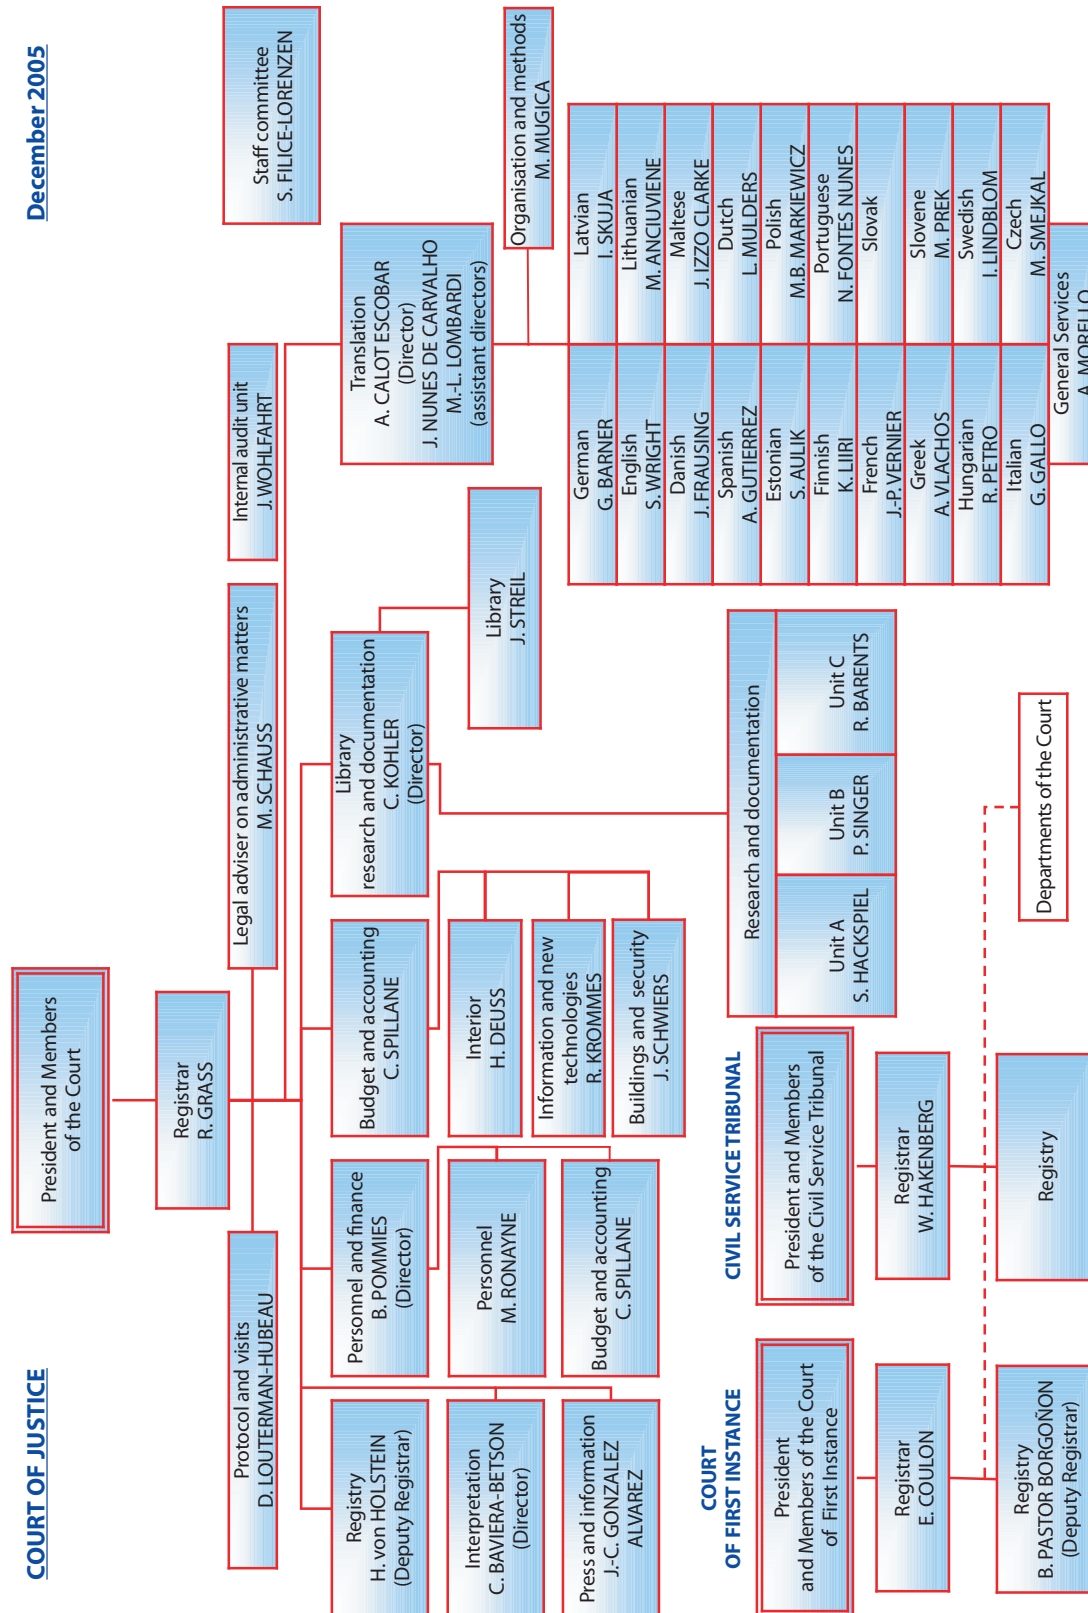 COURT OF JUSTICE
December 2005
President and Members
of the Court
Registrar
R. GRASS
Protocol and visits
D. LOUTERMAN-HUBEAU
Legal adviser on administrative matters
M. SCHAUSS
Internal audit unit
J. WOHLFAHRT
Staff committee
S. FILICE-LORENZEN
Registry
H. von HOLSTEIN
(Deputy Registrar)
Interpretation
C. BAVIERA-BETSON
(Director)
Press and information
J.-C. GONZALEZ
ALVAREZ
Personnel and finance
B. POMMIES
(Director)
Personnel
M. RONAYNE
Budget and accounting
C. SPILLANE
Budget and accounting
C. SPILLANE
Interior
H. DEUSS
Information and new
technologies
R. KROMMES
Buildings and security
J. SCHWIERS
Library
research and documentation
C. KOHLER
(Director)
Library
J. STREIL
Research and documentation
Unit A
S. HACKSPIEL
Unit B
P. SINGER
Unit C
R. BARENTS
Translation
A. CALOT ESCOBAR
(Director)
J. NUNES DE CARVALHO
M.-L. LOMBARDI
(assistant directors)
Organisation and methods
M. MUGICA
German
G. BARNER
Latvian
I. SKUJA
English
S. WRIGHT
Lithuanian
M. ANCIUVIENE
Danish
J. FRAUSING
Maltese
J. IZZO CLARKE
Spanish
A. GUTIERREZ
Dutch
L. MULDERS
Estonian
S. AULIK
Polish
M.B. MARKIEWICZ
Finnish
K. LIIRI
Portuguese
N. FONTES NUNES
French
J.-P. VERNIER
Slovak
Greek
A. VLACHOS
Slovene
M. PREK
Hungarian
R. PETRO
Swedish
I. LINDBLOM
Italian
G. GALLO
Czech
M. SMEJKAL
General Services
A. MORELLO
COURT
OF FIRST INSTANCE
President
and Members of the Court
of First Instance
Registrar
E. COULON
Registry
B. PASTOR BORGOÑON
(Deputy Registrar)
CIVIL SERVICE TRIBUNAL
President and Members
of the Civil Service Tribunal
Registrar
W. HAKENBERG
Registry
Departments of the Court